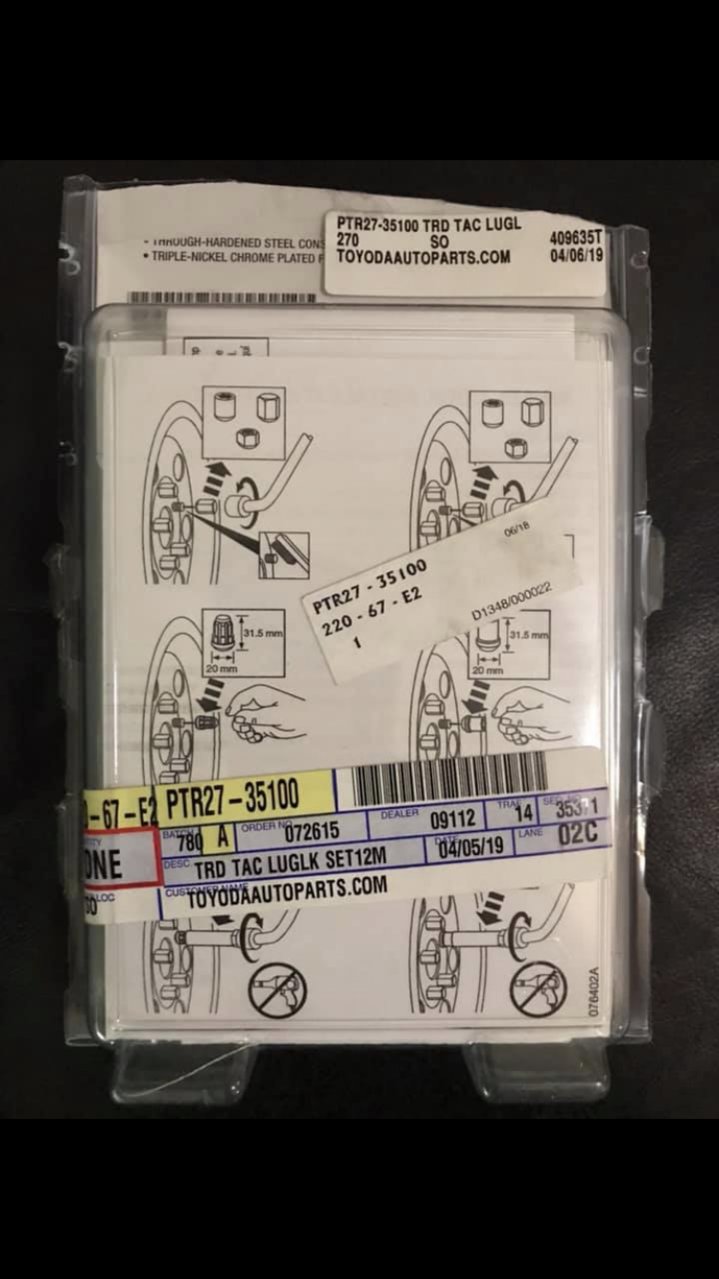 PTR27-35100 TRD TAC LUGL
270 SO 409635T
TOYODAAUTOPARTS.COM 04/06/19
- THROUGH-HARDENED STEEL CONS
• TRIPLE-NICKEL CHROME PLATED F
06/18
PTR27 - 35100
220 - 67 - E2
1
D1348/000022
31.5 mm
20 mm
31.5 mm
20 mm
-67-E2 PTR27-35100
ONE
BATCH 780 A ORDER NO 072615 DEALER 09112 14 35371
DESC. TRD TAC LUGLK SET12M DATE 04/05/19 LANE 02C
LOC
CUSTOMER NAME TOYODAAUTOPARTS.COM
076402A